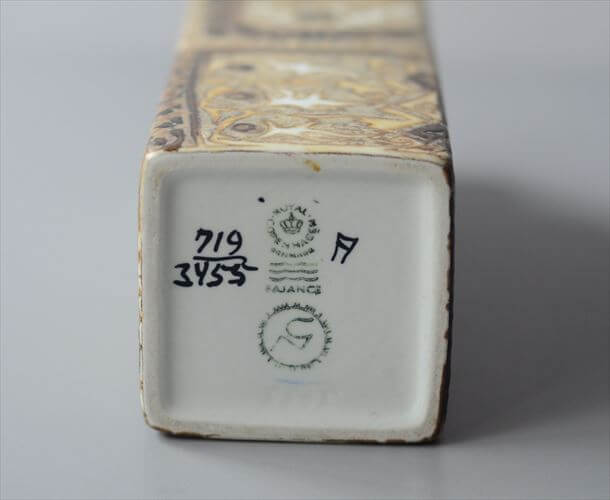 ROYAL COPENHAGEN
DENMARK
FAJANCE
719
3455